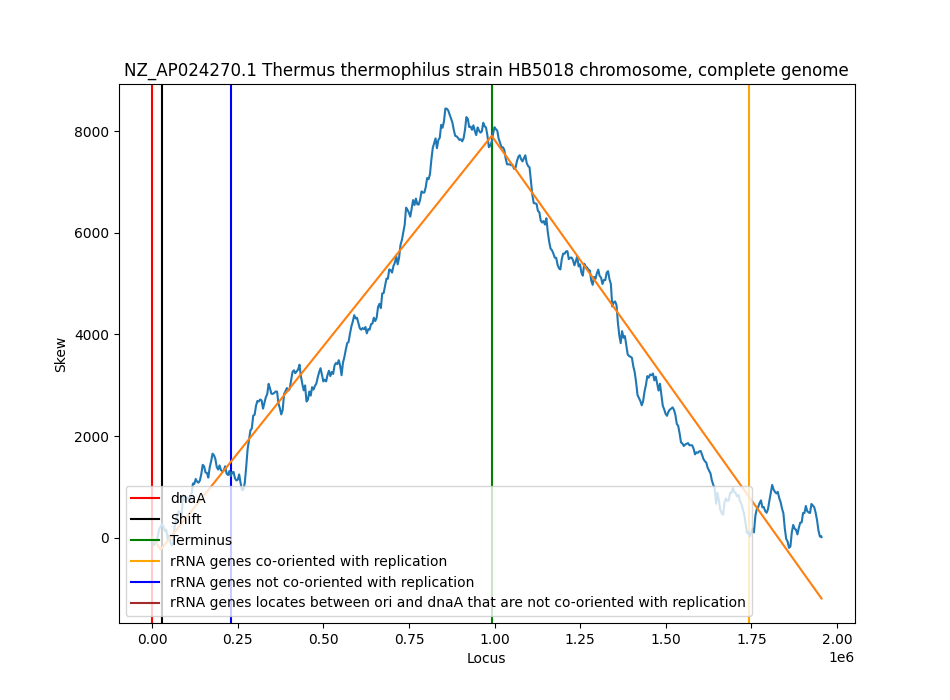 NZ_AP024270.1 Thermus thermophilus strain HB5018 chromosome, complete genome
Skew
8000
6000
4000
2000
0
dnaA
Shift
Terminus
rRNA genes co-oriented with replication
rRNA genes not co-oriented with replication
rRNA genes locates between ori and dnaA that are not co-oriented with replication
0.00 0.25 0.50 0.75 1.00 1.25 1.50 1.75 2.00
Locus
1e6